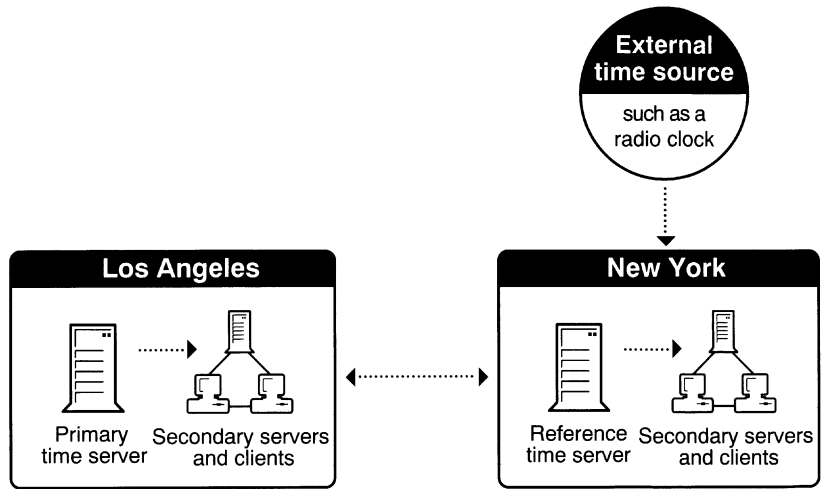 External
time source
such as a
radio clock
Los Angeles
Primary
time server
Secondary servers
and clients
New York
Reference
time server
Secondary servers
and clients